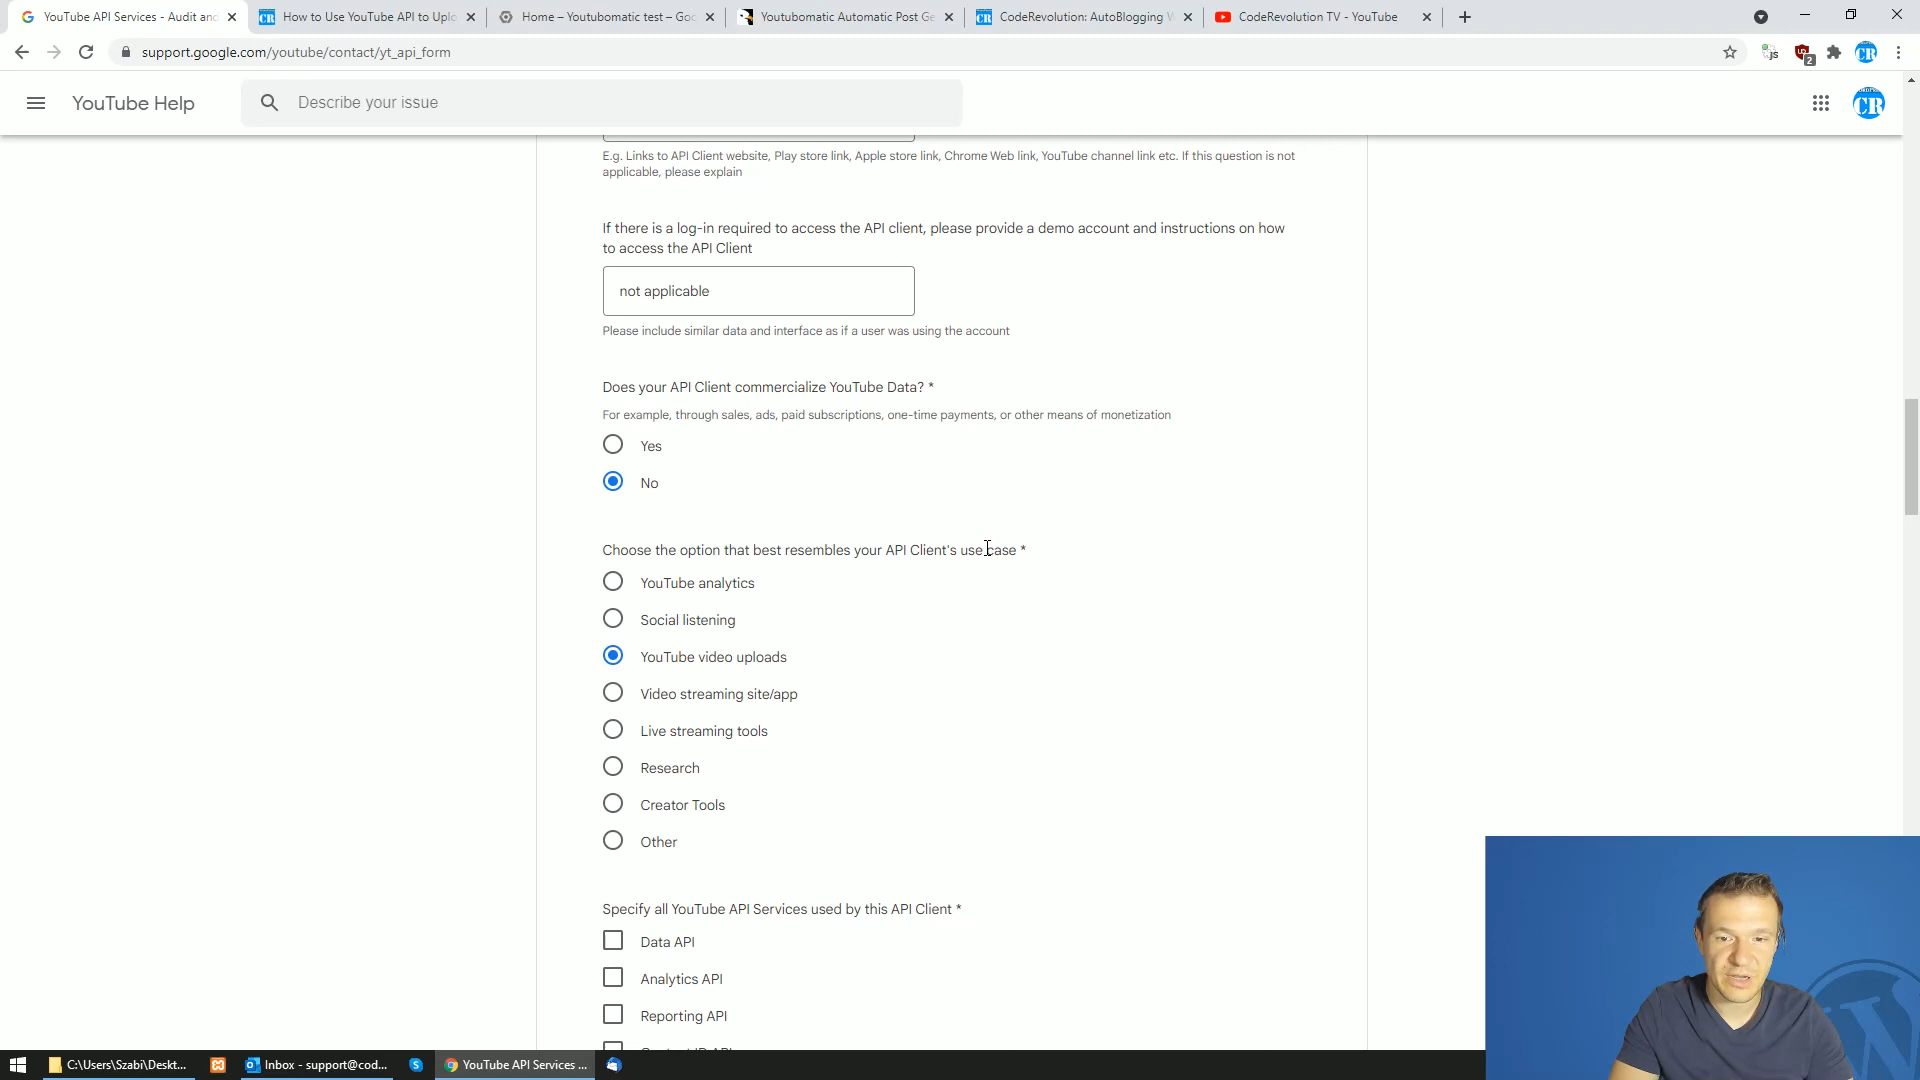 YouTube API Services - Audit and
How to Use YouTube API to Uplo
Home – Youtubomatic test – Goo
Youtubomatic Automatic Post Ge
CodeRevolution: AutoBlogging W
CodeRevolution TV - YouTube
support.google.com/youtube/contact/yt_api_form
JS
2
CR
YouTube Help
Describe your issue
CR
E.g. Links to API Client website, Play store link, Apple store link, Chrome Web link, YouTube channel link etc. If this question is not
applicable, please explain
If there is a log-in required to access the API client, please provide a demo account and instructions on how
to access the API Client
not applicable
Please include similar data and interface as if a user was using the account
Does your API Client commercialize YouTube Data? *
For example, through sales, ads, paid subscriptions, one-time payments, or other means of monetization
Yes
No
Choose the option that best resembles your API Client's use case *
YouTube analytics
Social listening
YouTube video uploads
Video streaming site/app
Live streaming tools
Research
Creator Tools
Other
Specify all YouTube API Services used by this API Client *
Data API
Analytics API
Reporting API
Content ID API
C:\Users\Szabi\Deskt...
Inbox - support@cod...
YouTube API Services ...